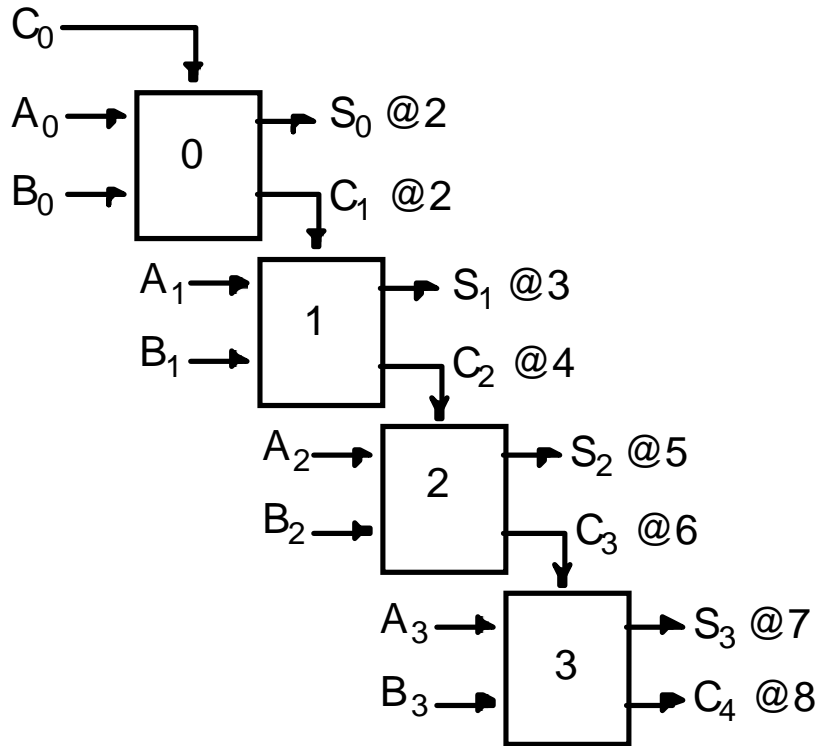 C₀
A₀ S₀ @2
0
B₀ C₁ @2
A₁ S₁ @3
1
B₁ C₂ @4
A₂ S₂ @5
2
B₂ C₃ @6
A₃ S₃ @7
3
B₃ C₄ @8